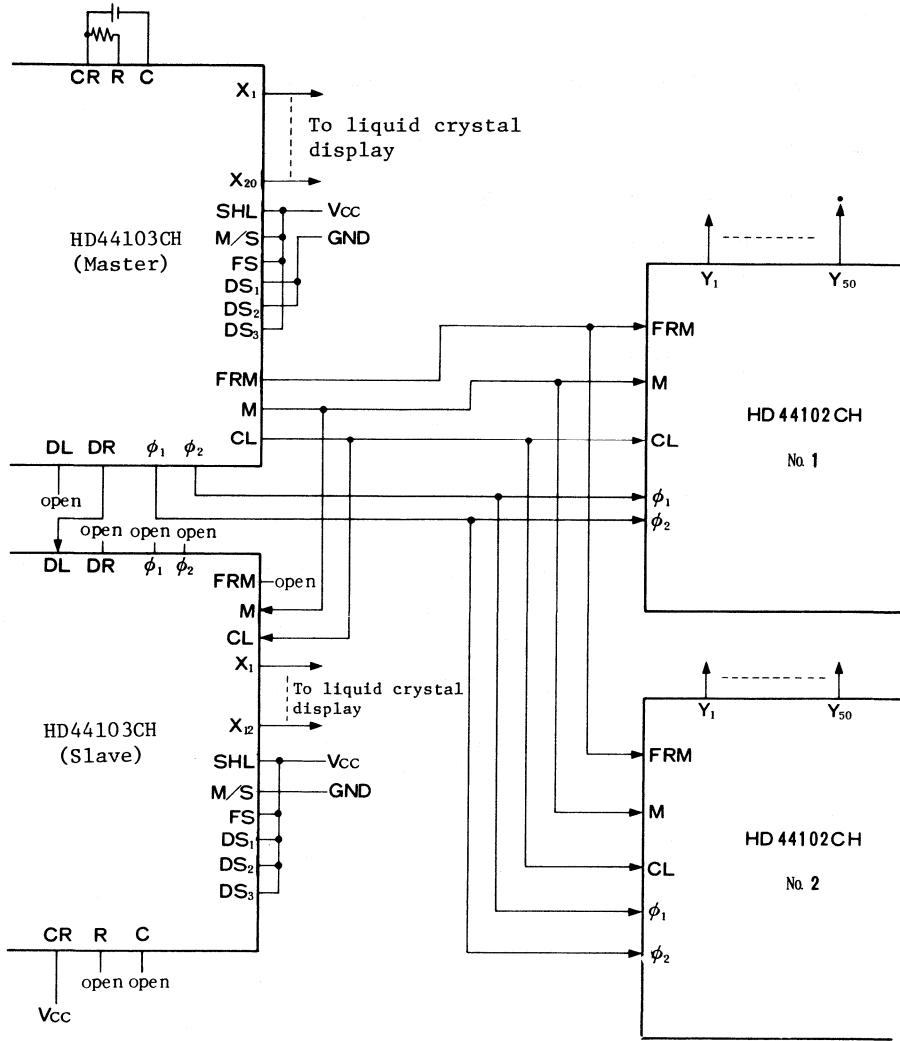 CR R C
X₁
To liquid crystal
display
X₂₀
SHL
VCC
M/S
GND
FS
DS₁
DS₂
DS₃
HD44103CH
(Master)
FRM
M
CL
DL DR ϕ₁ ϕ₂
open
open open open
DL DR ϕ₁ ϕ₂
FRM
open
M
CL
X₁
To liquid crystal
display
X₁₂
HD44103CH
(Slave)
SHL
VCC
M/S
GND
FS
DS₁
DS₂
DS₃
CR R C
open open
VCC
Y₁ Y₅₀
FRM
M
HD44102CH
CL
No. 1
ϕ₁
ϕ₂
Y₁ Y₅₀
FRM
M
HD44102CH
CL
No. 2
ϕ₁
ϕ₂